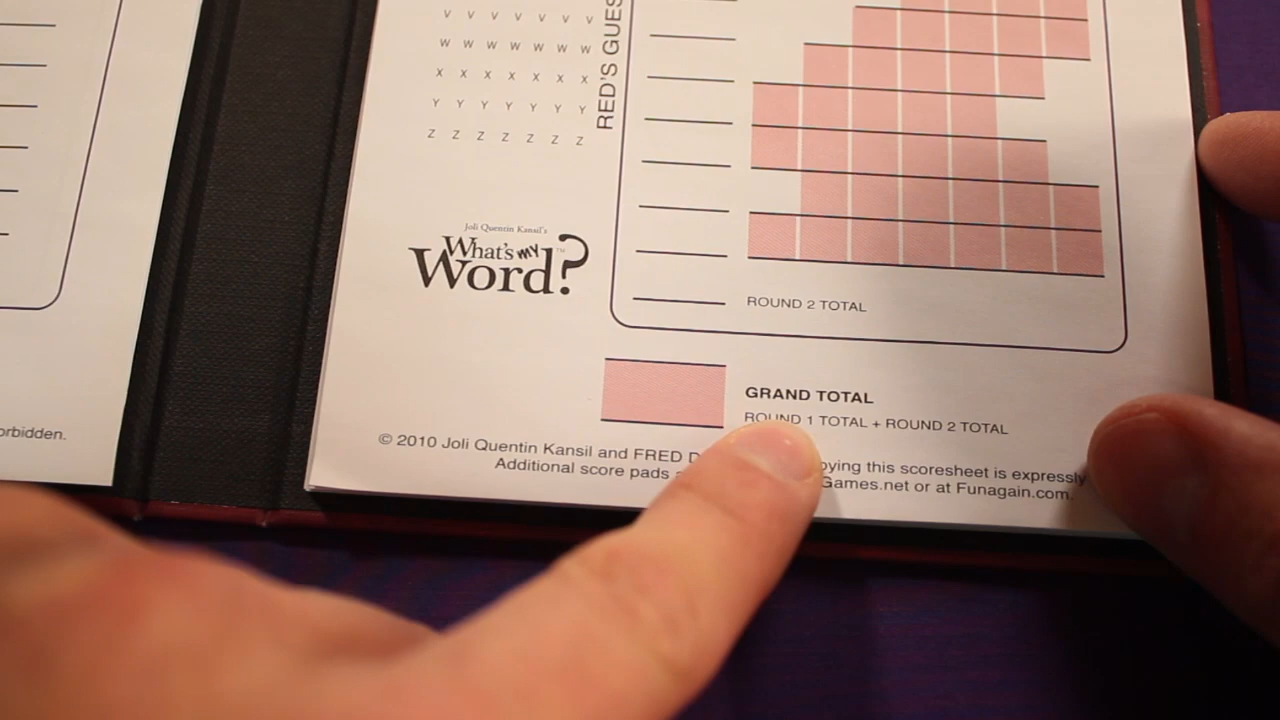 V V V V V V V
W W W W W W W
X X X X X X X
Y Y Y Y Y Y Y
Z Z Z Z Z Z Z
RED'S GUES
Joli Quentin Kansil's
What's my
Word?
TM
ROUND 2 TOTAL
GRAND TOTAL
ROUND 1 TOTAL + ROUND 2 TOTAL
orbidden.
© 2010 Joli Quentin Kansil and FRED D pying this scoresheet is expressly
Additional score pads Games.net or at Funagain.com.